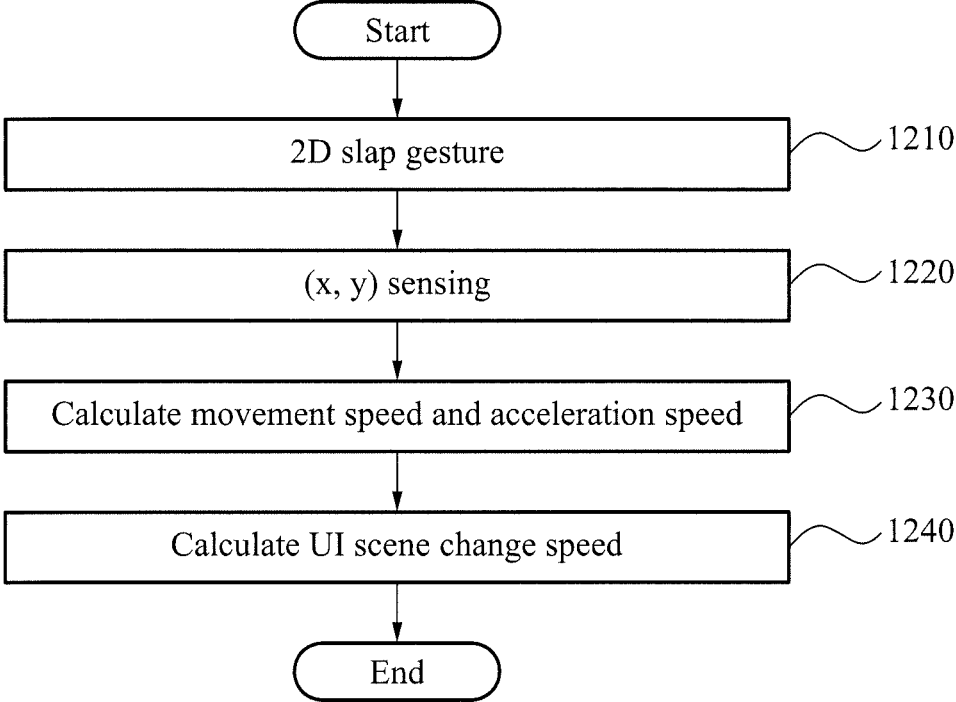 Start
2D slap gesture
1210
(x, y) sensing
1220
Calculate movement speed and acceleration speed
1230
Calculate UI scene change speed
1240
End